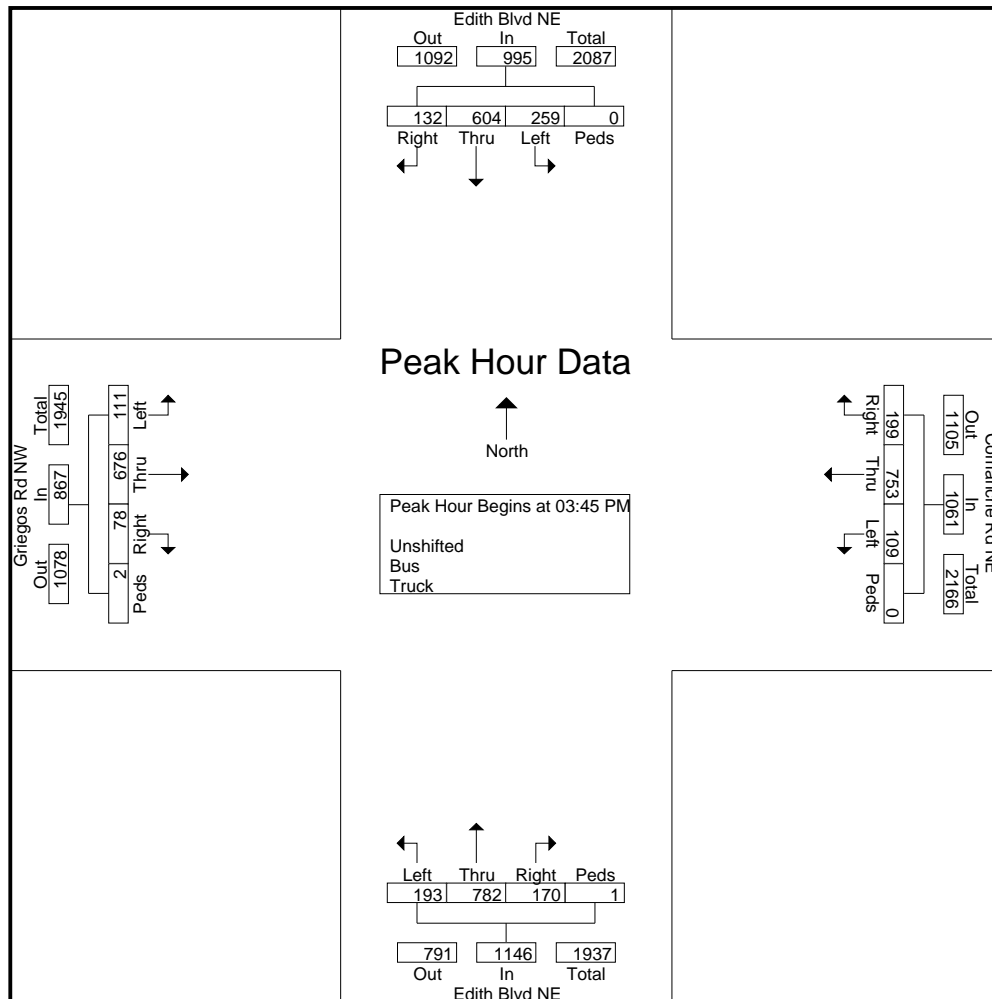 Edith Blvd NE
Out In Total
1092 995 2087
132 604 259 0
Right Thru Left Peds
Peak Hour Data
North
Peak Hour Begins at 03:45 PM
Unshifted
Bus
Truck
Griegos Rd NW
Total In Out
1945 867 1078
111 676 78 2
Left Thru Right Peds
Comanche Rd NE
Out In Total
1105 1061 2166
199 753 109 0
Right Thru Left Peds
Left Thru Right Peds
193 782 170 1
791 1146 1937
Out In Total
Edith Blvd NE